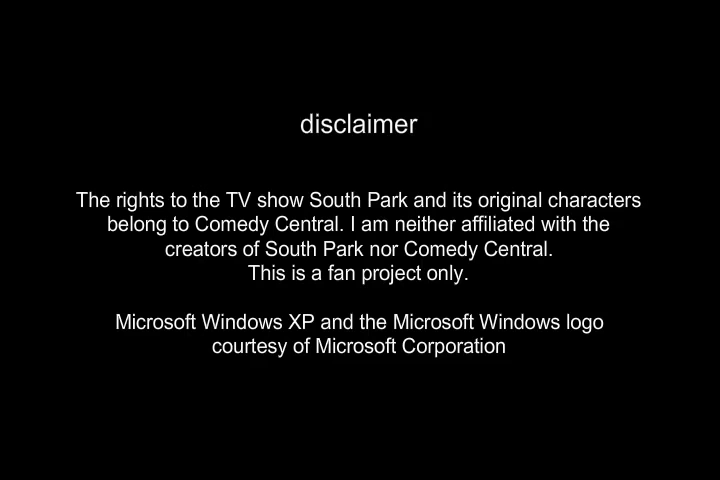 disclaimer
The rights to the TV show South Park and its original characters
belong to Comedy Central. I am neither affiliated with the
creators of South Park nor Comedy Central.
This is a fan project only.
Microsoft Windows XP and the Microsoft Windows logo
courtesy of Microsoft Corporation